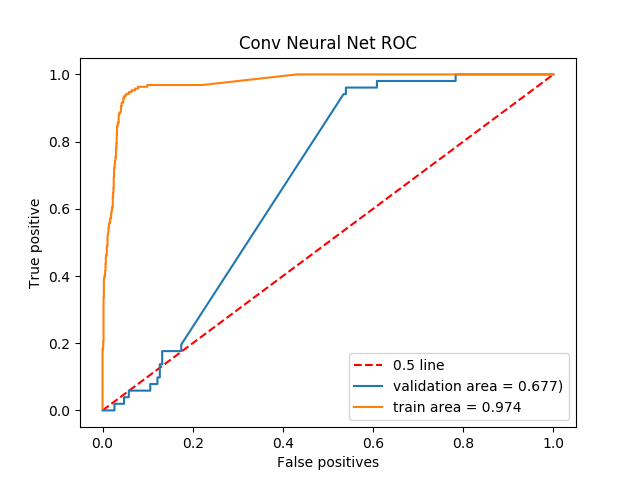 Conv Neural Net ROC
1.0
0.8
0.6
0.4
0.2
0.0
True positive
0.5 line
validation area = 0.677)
train area = 0.974
0.0 0.2 0.4 0.6 0.8 1.0
False positives